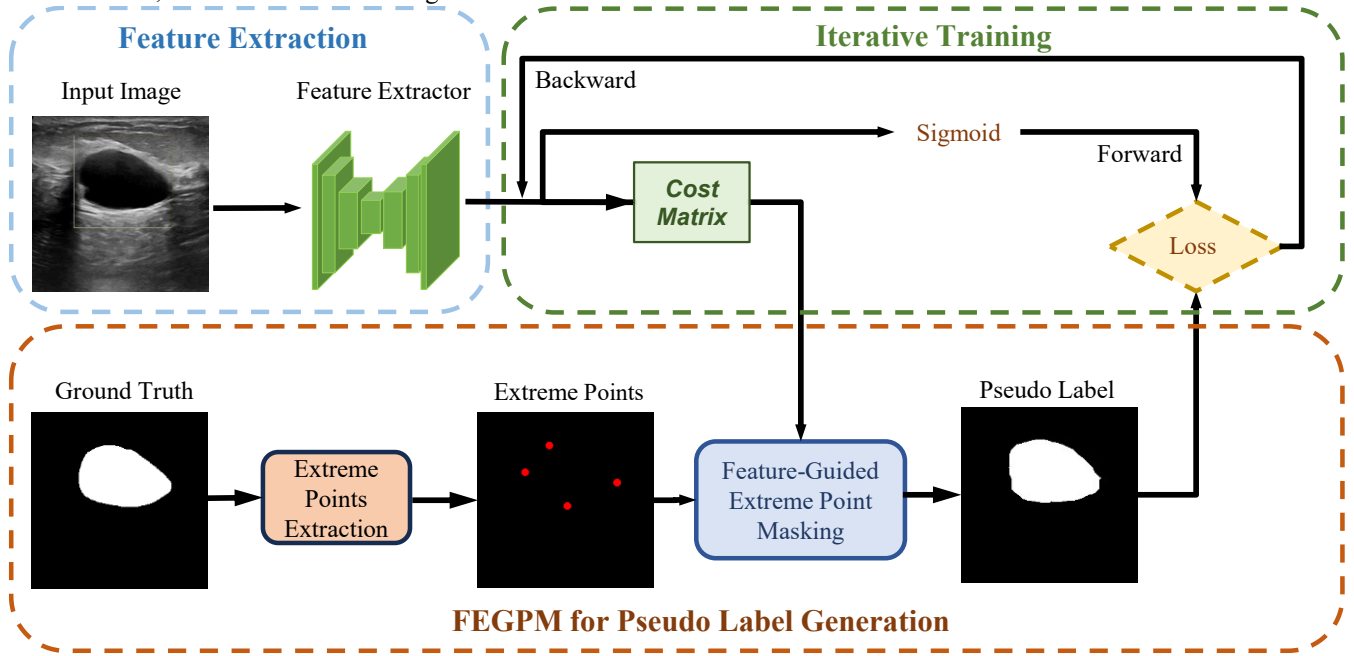 Feature Extraction
Iterative Training
Input Image
Feature Extractor
Backward
Sigmoid
Forward
Cost
Matrix
Loss
Ground Truth
Extreme Points
Pseudo Label
Extreme
Points
Extraction
Feature-Guided
Extreme Point
Masking
FEGPM for Pseudo Label Generation